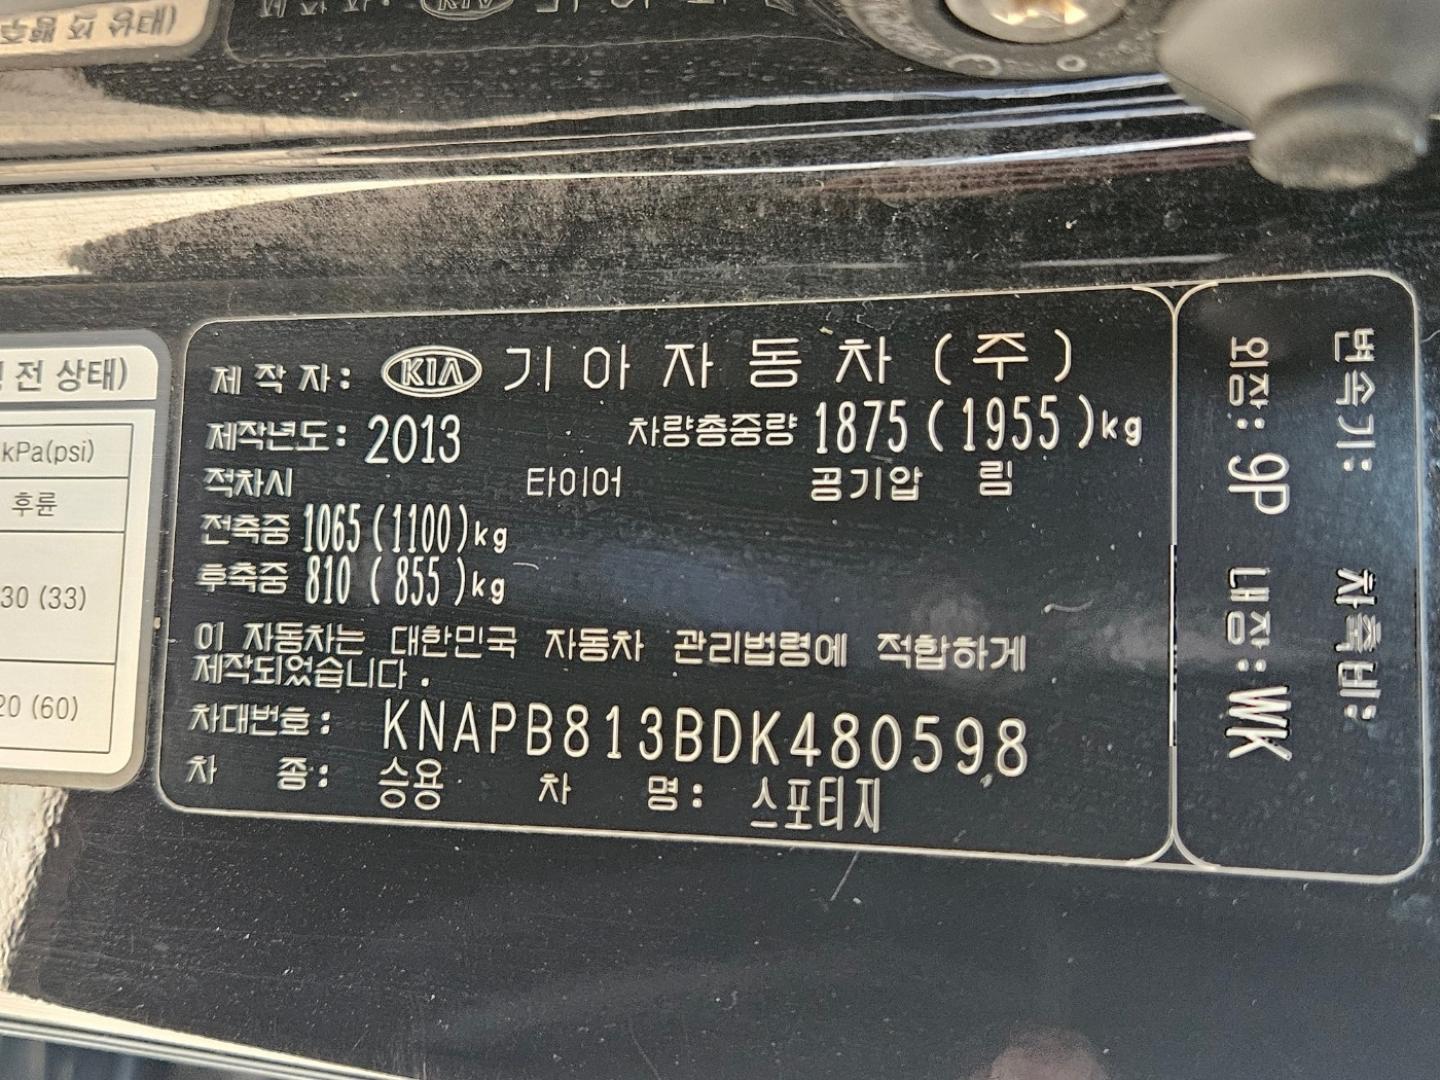 전 상태)
kPa(psi)
후륜
30 (33)
20 (60)
제 작 자 : KIA 기 아 자 동 차 ( 주 )
제작년도 : 2013 차량총중량 1875 ( 1955 )kg
적차시 타이어 공기압 림
전축중 1065 (1100)kg
후축중 810 ( 855 )kg
이 자동차는 대한민국 자동차 관리법령에 적합하게
제작되었습니다 .
차대번호 : KNAPB813BDK480598
차 종 : 승용 차 명 : 스포티지
변속기 : 차축비 :
외장 : 9P 내장 : WK